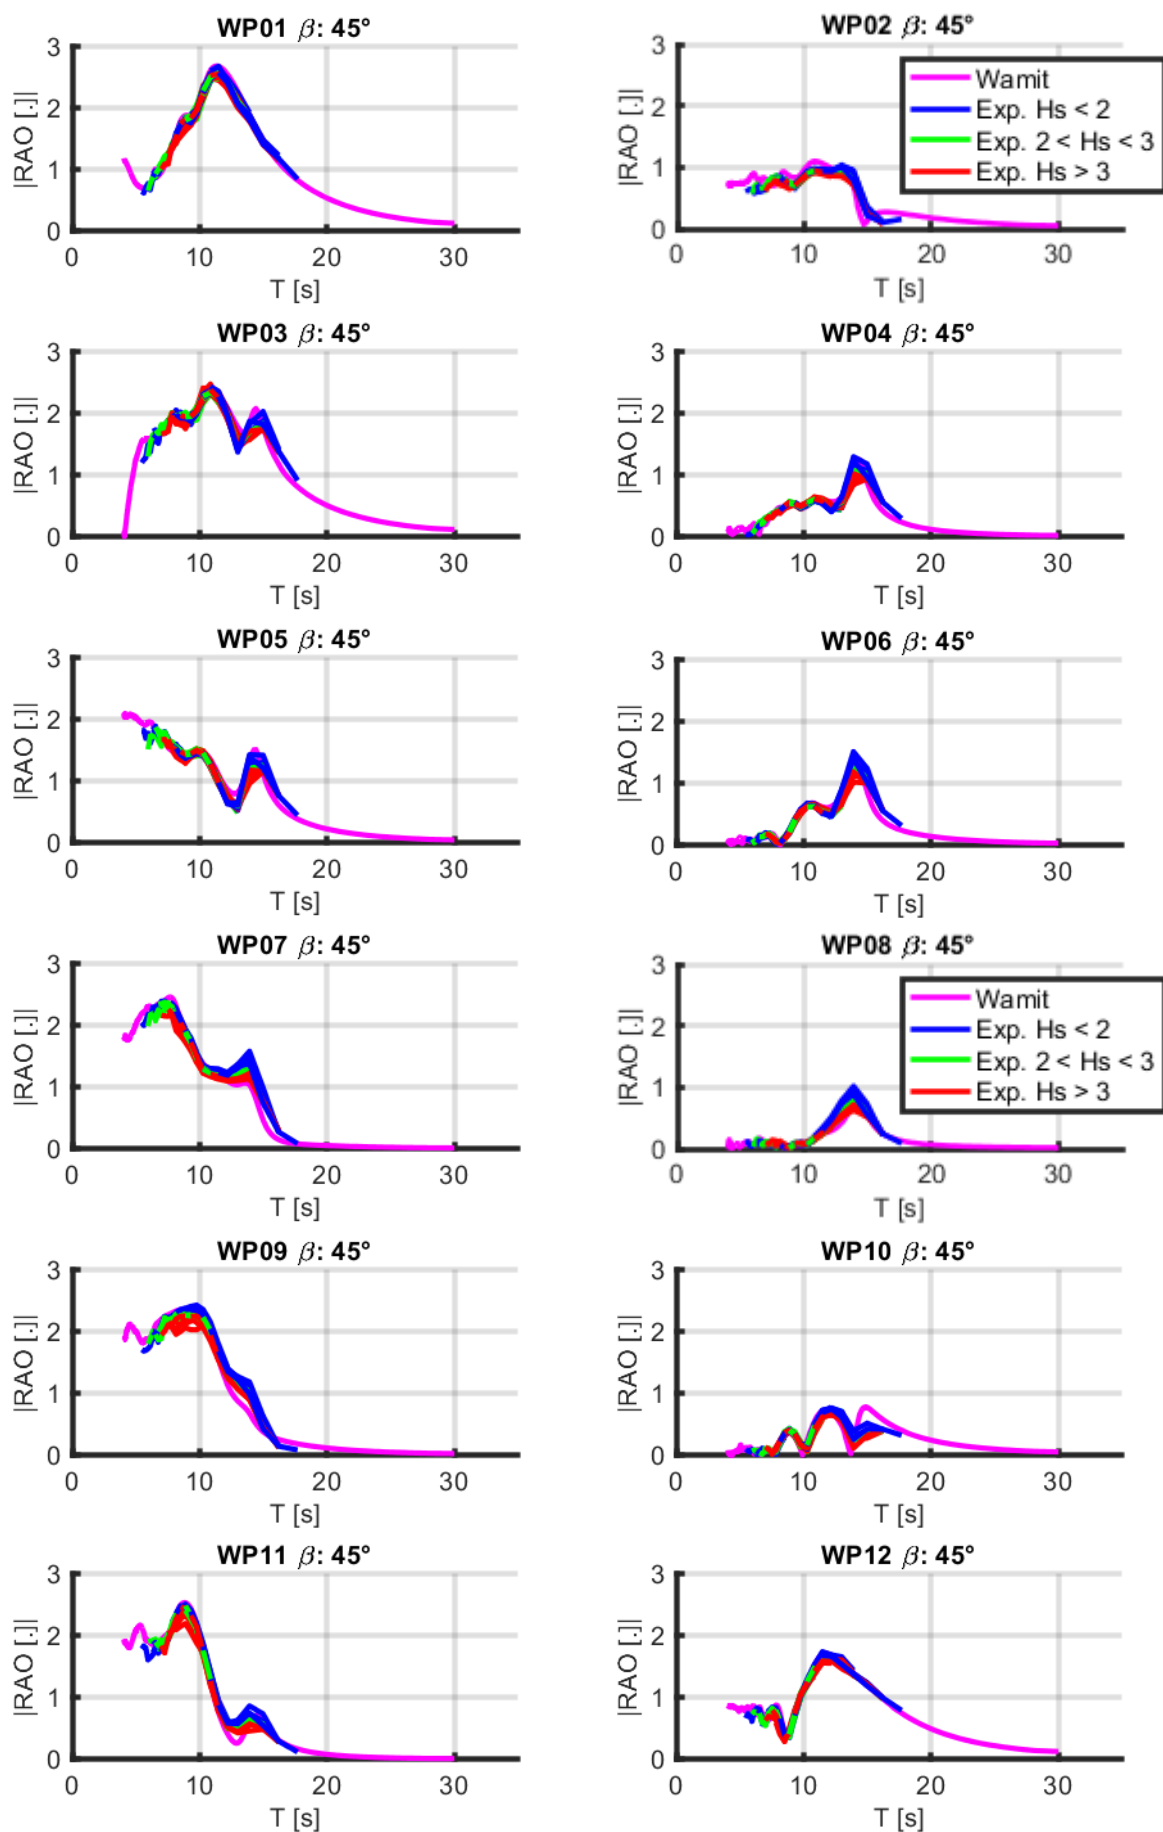 WP01 β: 45°
3
2
1
0
|RAO [.]|
0 10 20 30
T [s]
WP02 β: 45°
3
2
1
0
|RAO [.]|
0 10 20 30
T [s]
Wamit
Exp. Hs < 2
Exp. 2 < Hs < 3
Exp. Hs > 3
WP03 β: 45°
3
2
1
0
|RAO [.]|
0 10 20 30
T [s]
WP04 β: 45°
3
2
1
0
|RAO [.]|
0 10 20 30
T [s]
WP05 β: 45°
3
2
1
0
|RAO [.]|
0 10 20 30
T [s]
WP06 β: 45°
3
2
1
0
|RAO [.]|
0 10 20 30
T [s]
WP07 β: 45°
3
2
1
0
|RAO [.]|
0 10 20 30
T [s]
WP08 β: 45°
3
2
1
0
|RAO [.]|
0 10 20 30
T [s]
Wamit
Exp. Hs < 2
Exp. 2 < Hs < 3
Exp. Hs > 3
WP09 β: 45°
3
2
1
0
|RAO [.]|
0 10 20 30
T [s]
WP10 β: 45°
3
2
1
0
|RAO [.]|
0 10 20 30
T [s]
WP11 β: 45°
3
2
1
0
|RAO [.]|
0 10 20 30
T [s]
WP12 β: 45°
3
2
1
0
|RAO [.]|
0 10 20 30
T [s]